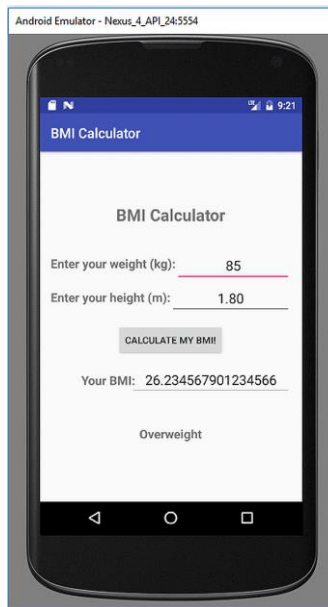 Android Emulator - Nexus_4_API_24:5554
N LTE 9:21
BMI Calculator
BMI Calculator
Enter your weight (kg): 85
Enter your height (m): 1.80
CALCULATE MY BMI!
Your BMI: 26.234567901234566
Overweight